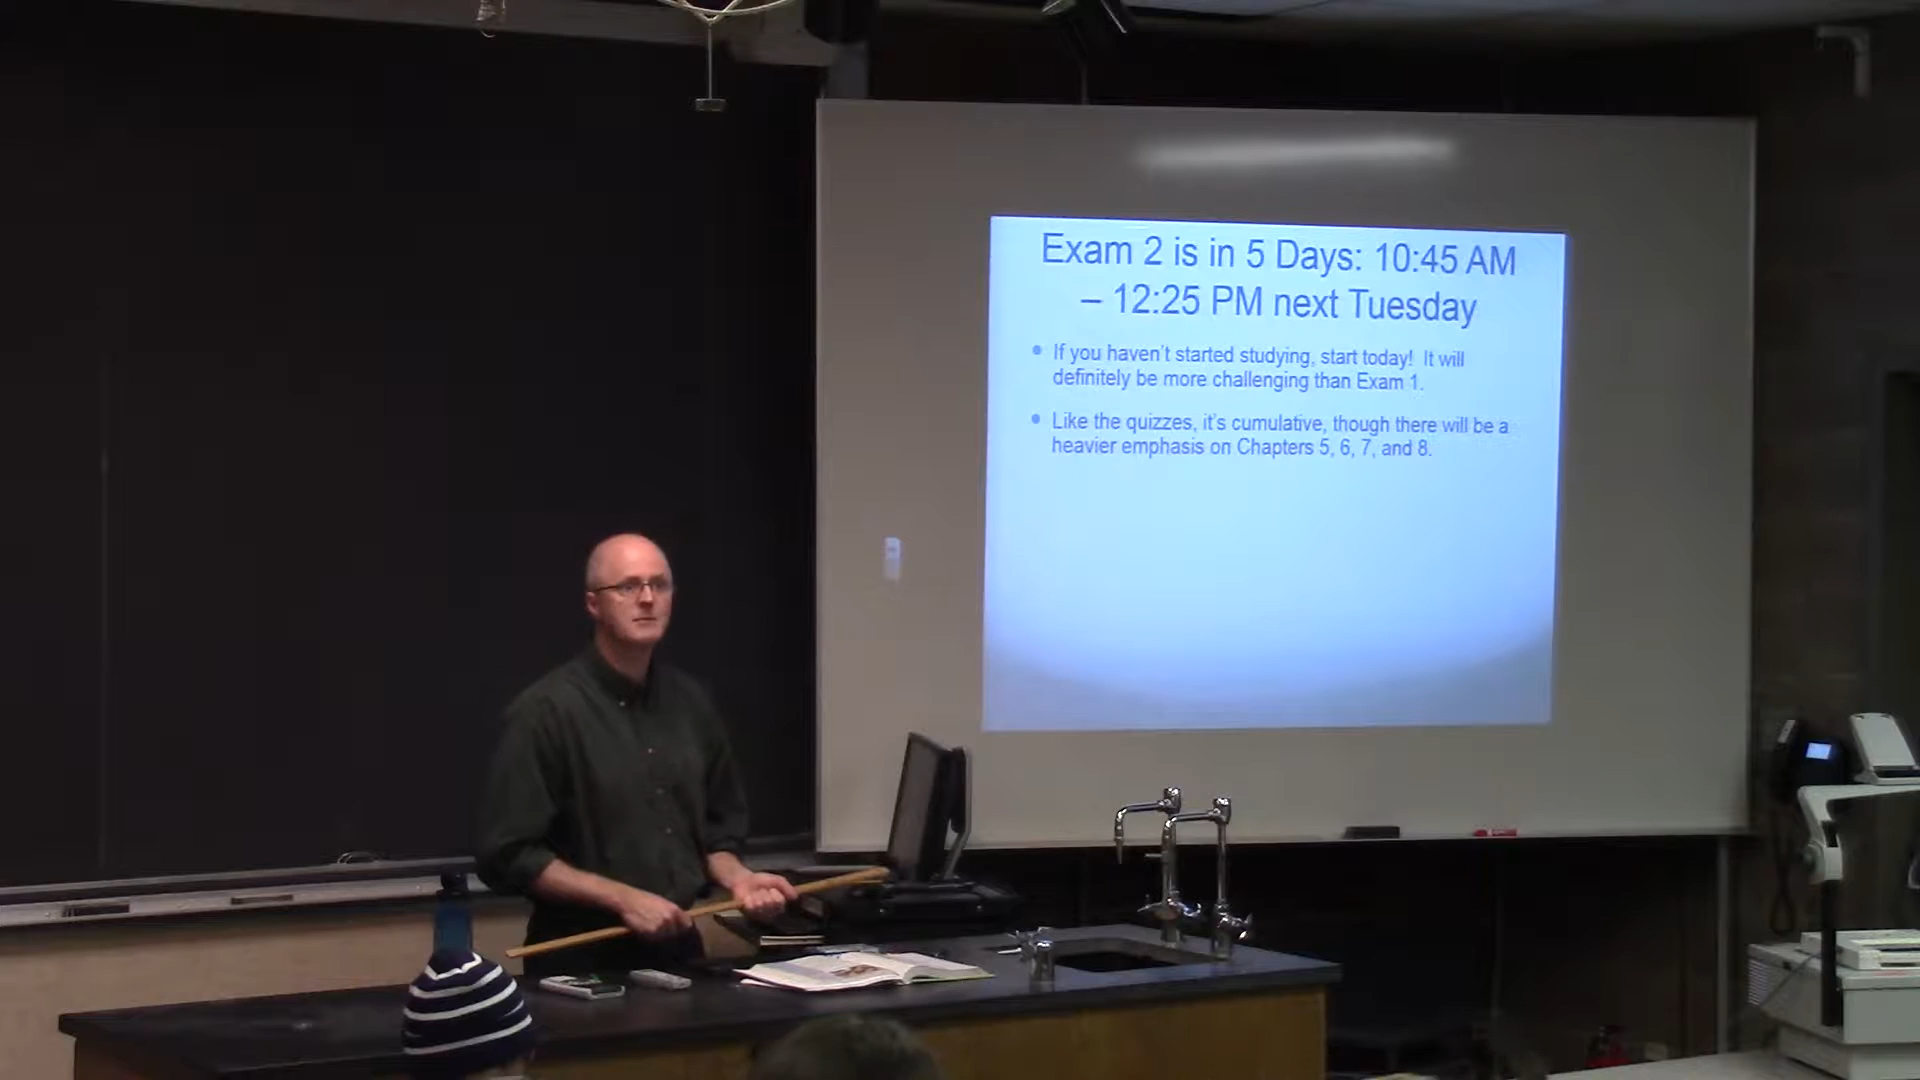 Exam 2 is in 5 Days: 10:45 AM
– 12:25 PM next Tuesday
• If you haven't started studying, start today! It will
definitely be more challenging than Exam 1.
• Like the quizzes, it's cumulative, though there will be a
heavier emphasis on Chapters 5, 6, 7, and 8.